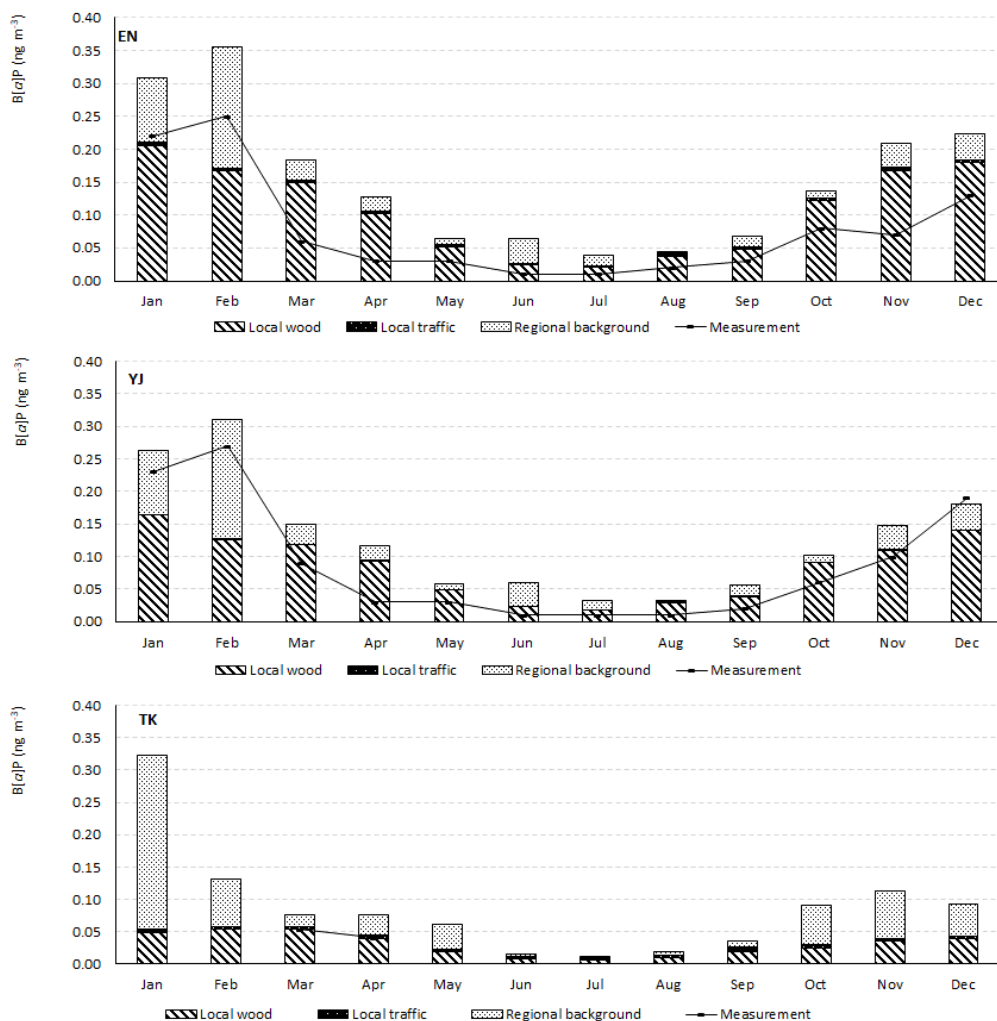 EN
B[a]P (ng m-3)
0.40
0.35
0.30
0.25
0.20
0.15
0.10
0.05
0.00
Jan Feb Mar Apr May Jun Jul Aug Sep Oct Nov Dec
Local wood Local traffic Regional background Measurement
YJ
B[a]P (ng m-3)
0.40
0.35
0.30
0.25
0.20
0.15
0.10
0.05
0.00
Jan Feb Mar Apr May Jun Jul Aug Sep Oct Nov Dec
Local wood Local traffic Regional background Measurement
TK
B[a]P (ng m-3)
0.40
0.35
0.30
0.25
0.20
0.15
0.10
0.05
0.00
Jan Feb Mar Apr May Jun Jul Aug Sep Oct Nov Dec
Local wood Local traffic Regional background Measurement